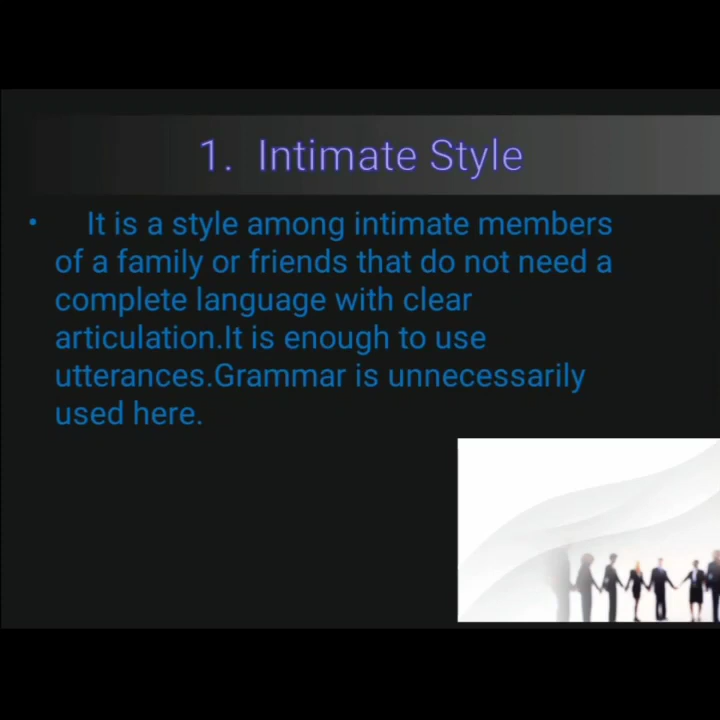 1. Intimate Style
• It is a style among intimate members
of a family or friends that do not need a
complete language with clear
articulation.It is enough to use
utterances.Grammar is unnecessarily
used here.